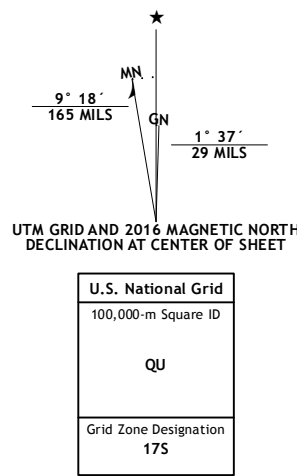 ★
MN
9° 18´
165 MILS
GN
1° 37´
29 MILS
UTM GRID AND 2016 MAGNETIC NORTH
DECLINATION AT CENTER OF SHEET
U.S. National Grid
100,000-m Square ID
QU
Grid Zone Designation
17S